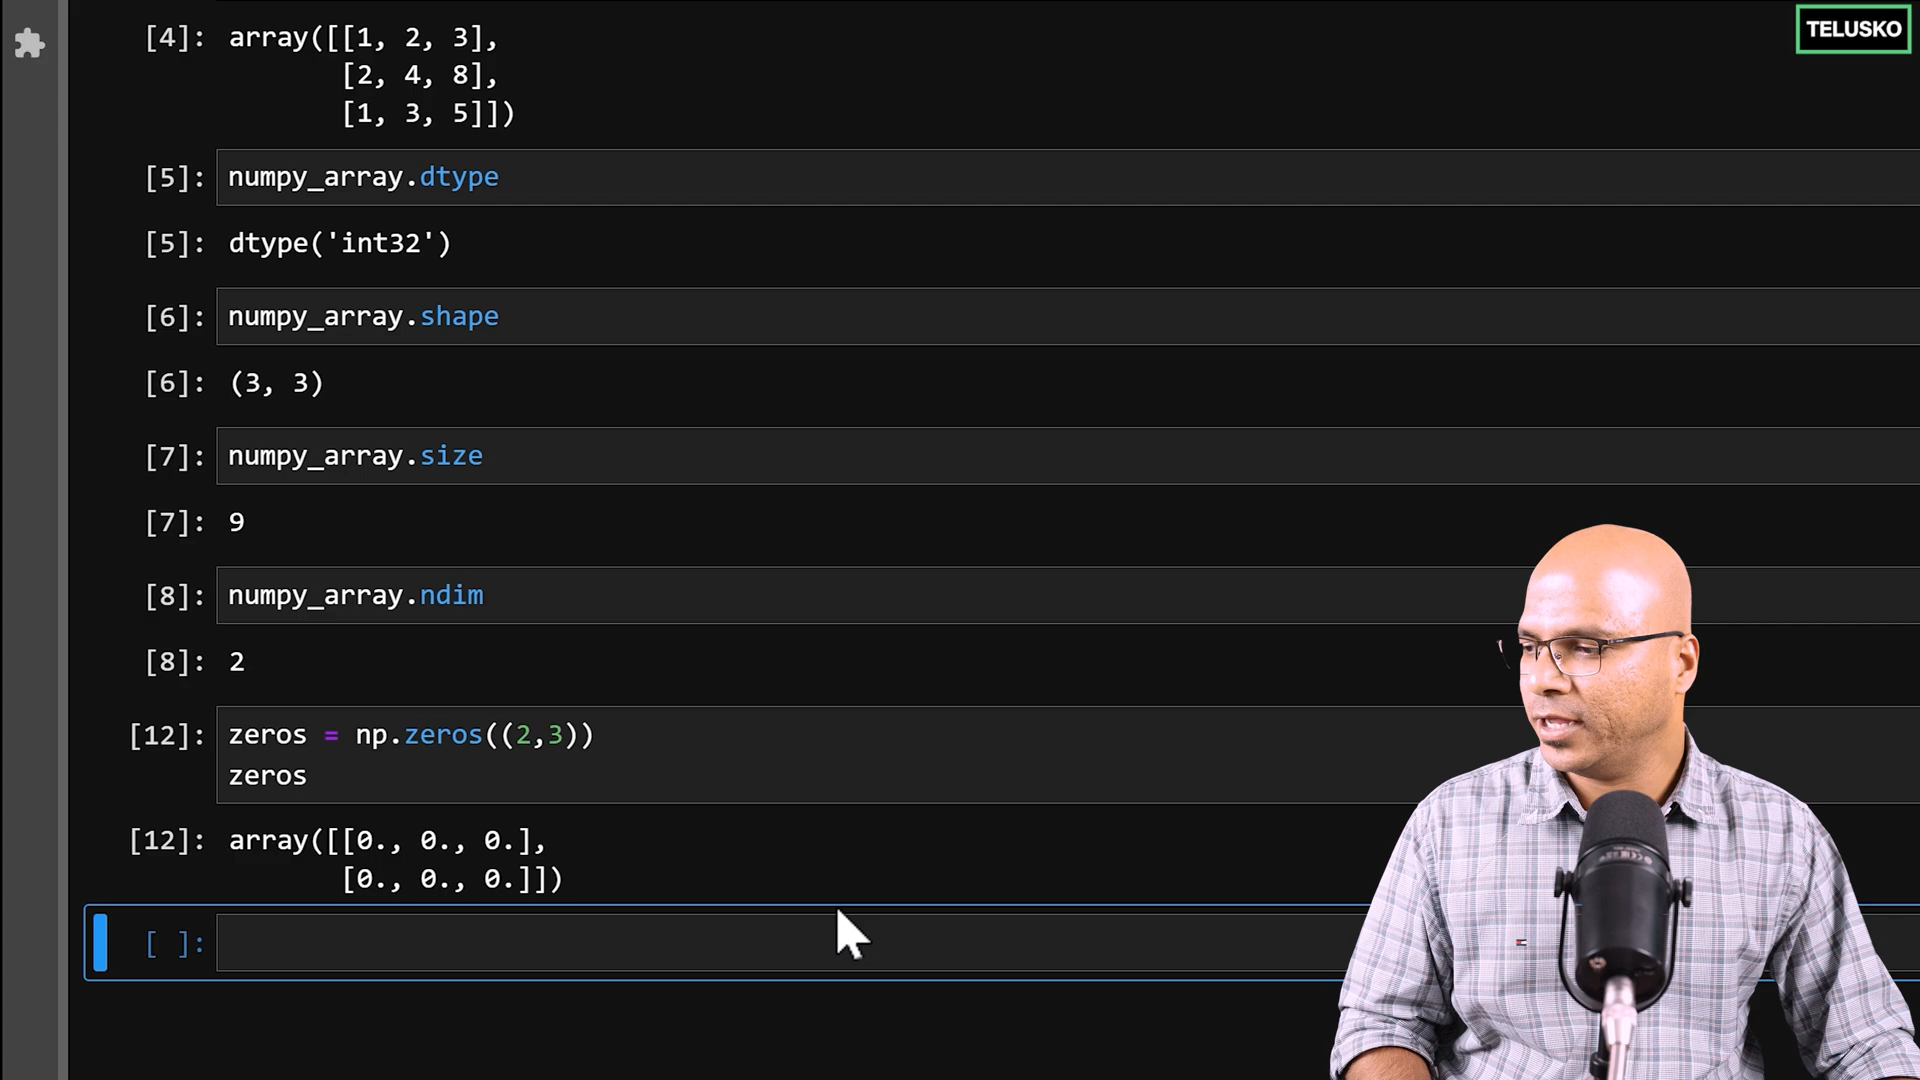 TELUSKO
[4]: array([[1, 2, 3],
[2, 4, 8],
[1, 3, 5]])
[5]: numpy_array.dtype
[5]: dtype('int32')
[6]: numpy_array.shape
[6]: (3, 3)
[7]: numpy_array.size
[7]: 9
[8]: numpy_array.ndim
[8]: 2
[12]: zeros = np.zeros((2,3))
zeros
[12]: array([[0., 0., 0.],
[0., 0., 0.]])
[ ]: